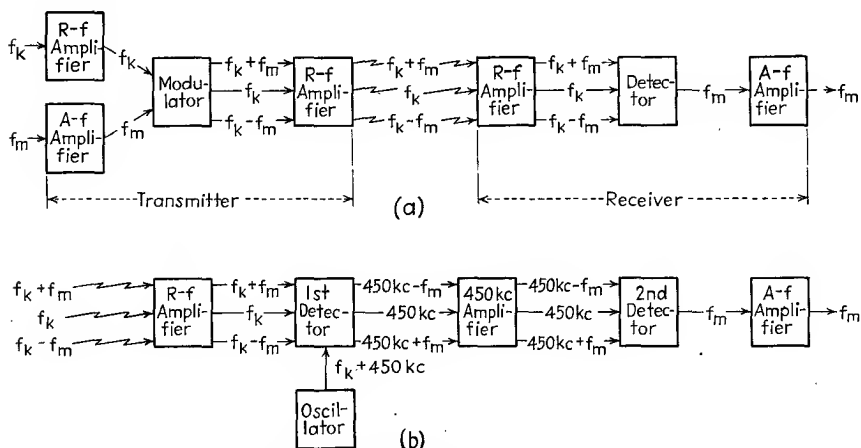 R-f Amplifier
f_k
f_k
A-f Amplifier
f_m
f_m
Modulator
f_k+f_m
f_k
f_k-f_m
R-f Amplifier
f_k+f_m
f_k
f_k-f_m
R-f Amplifier
f_k+f_m
f_k
f_k-f_m
Detector
f_m
A-f Amplifier
f_m
Transmitter
(a)
Receiver
f_k+f_m
f_k
f_k-f_m
R-f Amplifier
f_k+f_m
f_k
f_k-f_m
1st Detector
f_k+450 kc
Oscillator
450kc-f_m
450kc
450kc+f_m
450kc Amplifier
450kc-f_m
450kc
450kc+f_m
2nd Detector
f_m
A-f Amplifier
f_m
(b)